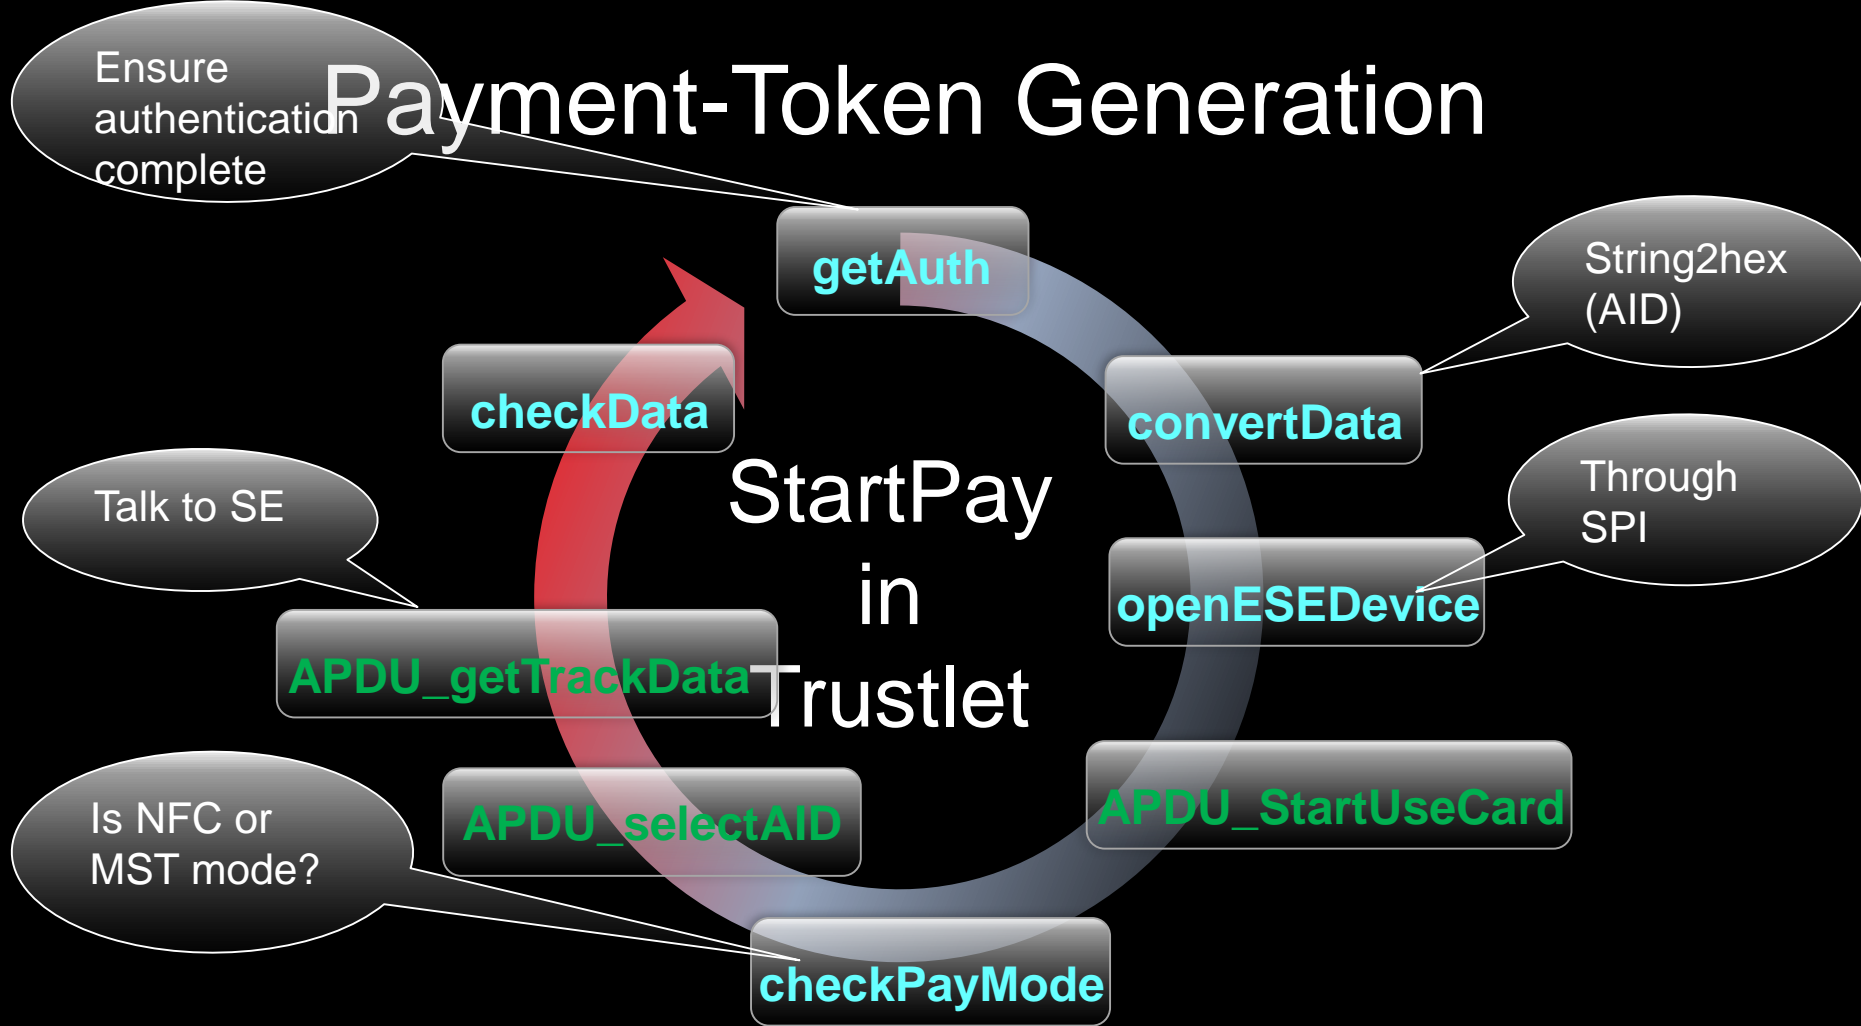 Payment-Token Generation
Ensure
authentication
complete
getAuth
String2hex
(AID)
convertData
Through
SPI
openESEDevice
APDU_StartUseCard
checkPayMode
Is NFC or
MST mode?
APDU_selectAID
APDU_getTrackData
Talk to SE
checkData
StartPay
in
Trustlet